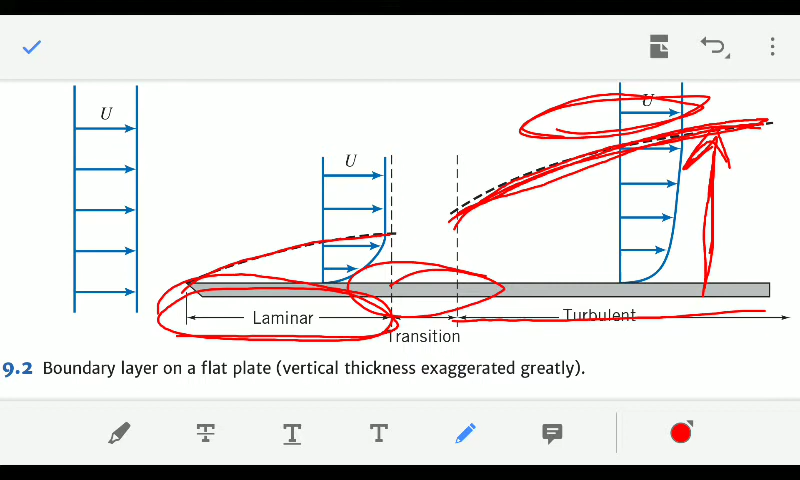 U
U
U
Laminar
Transition
Turbulent
9.2 Boundary layer on a flat plate (vertical thickness exaggerated greatly).
T
T
T